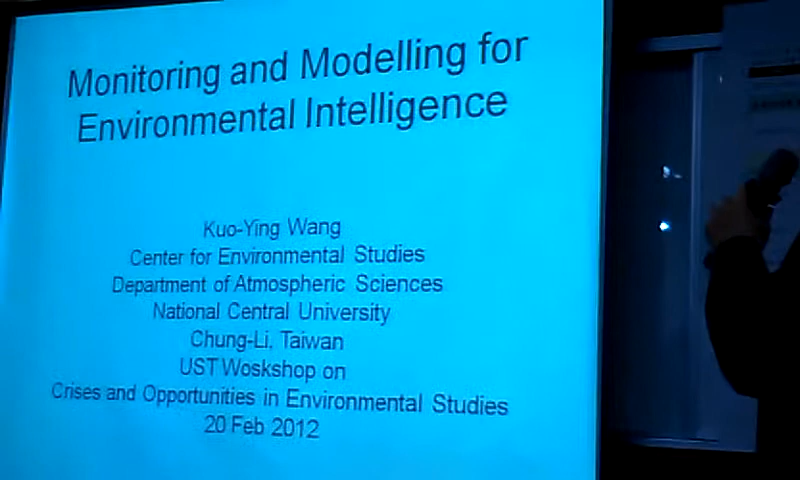 Monitoring and Modelling for
Environmental Intelligence
Kuo-Ying Wang
Center for Environmental Studies
Department of Atmospheric Sciences
National Central University
Chung-Li, Taiwan
UST Woskshop on
Crises and Opportunities in Environmental Studies
20 Feb 2012